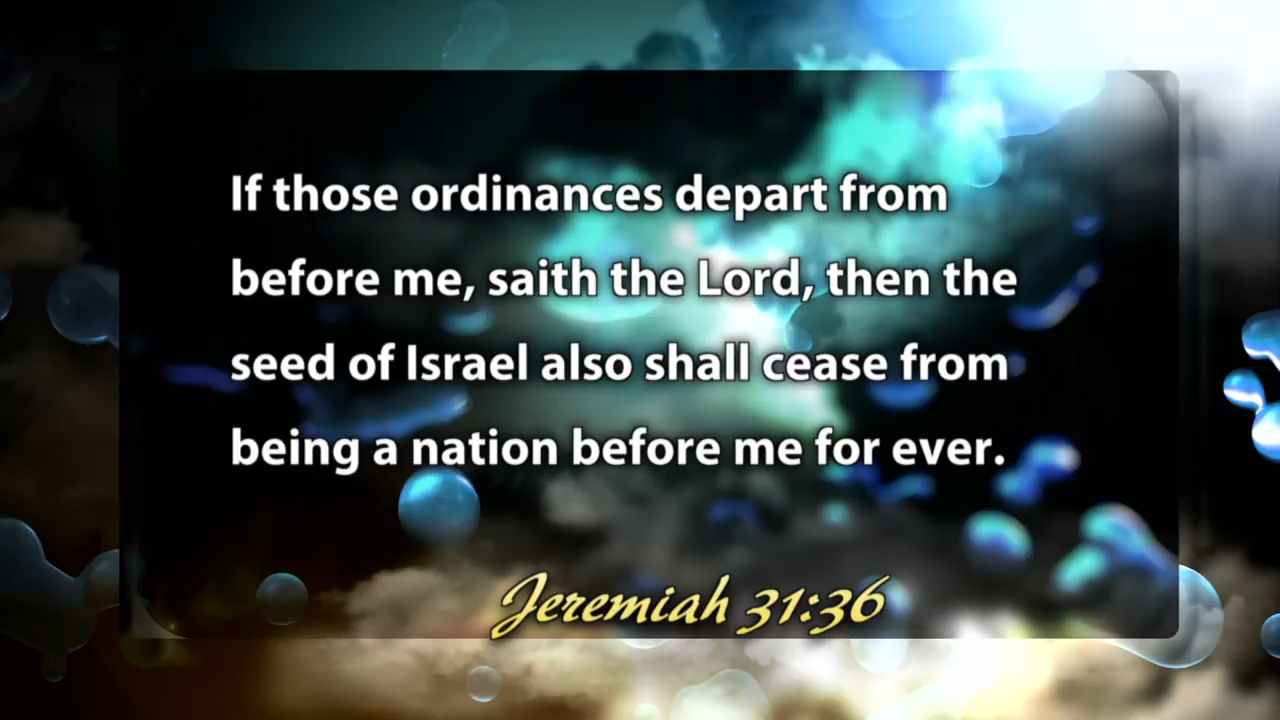 If those ordinances depart from
before me, saith the Lord, then the
seed of Israel also shall cease from
being a nation before me for ever.
Jeremiah 31:36